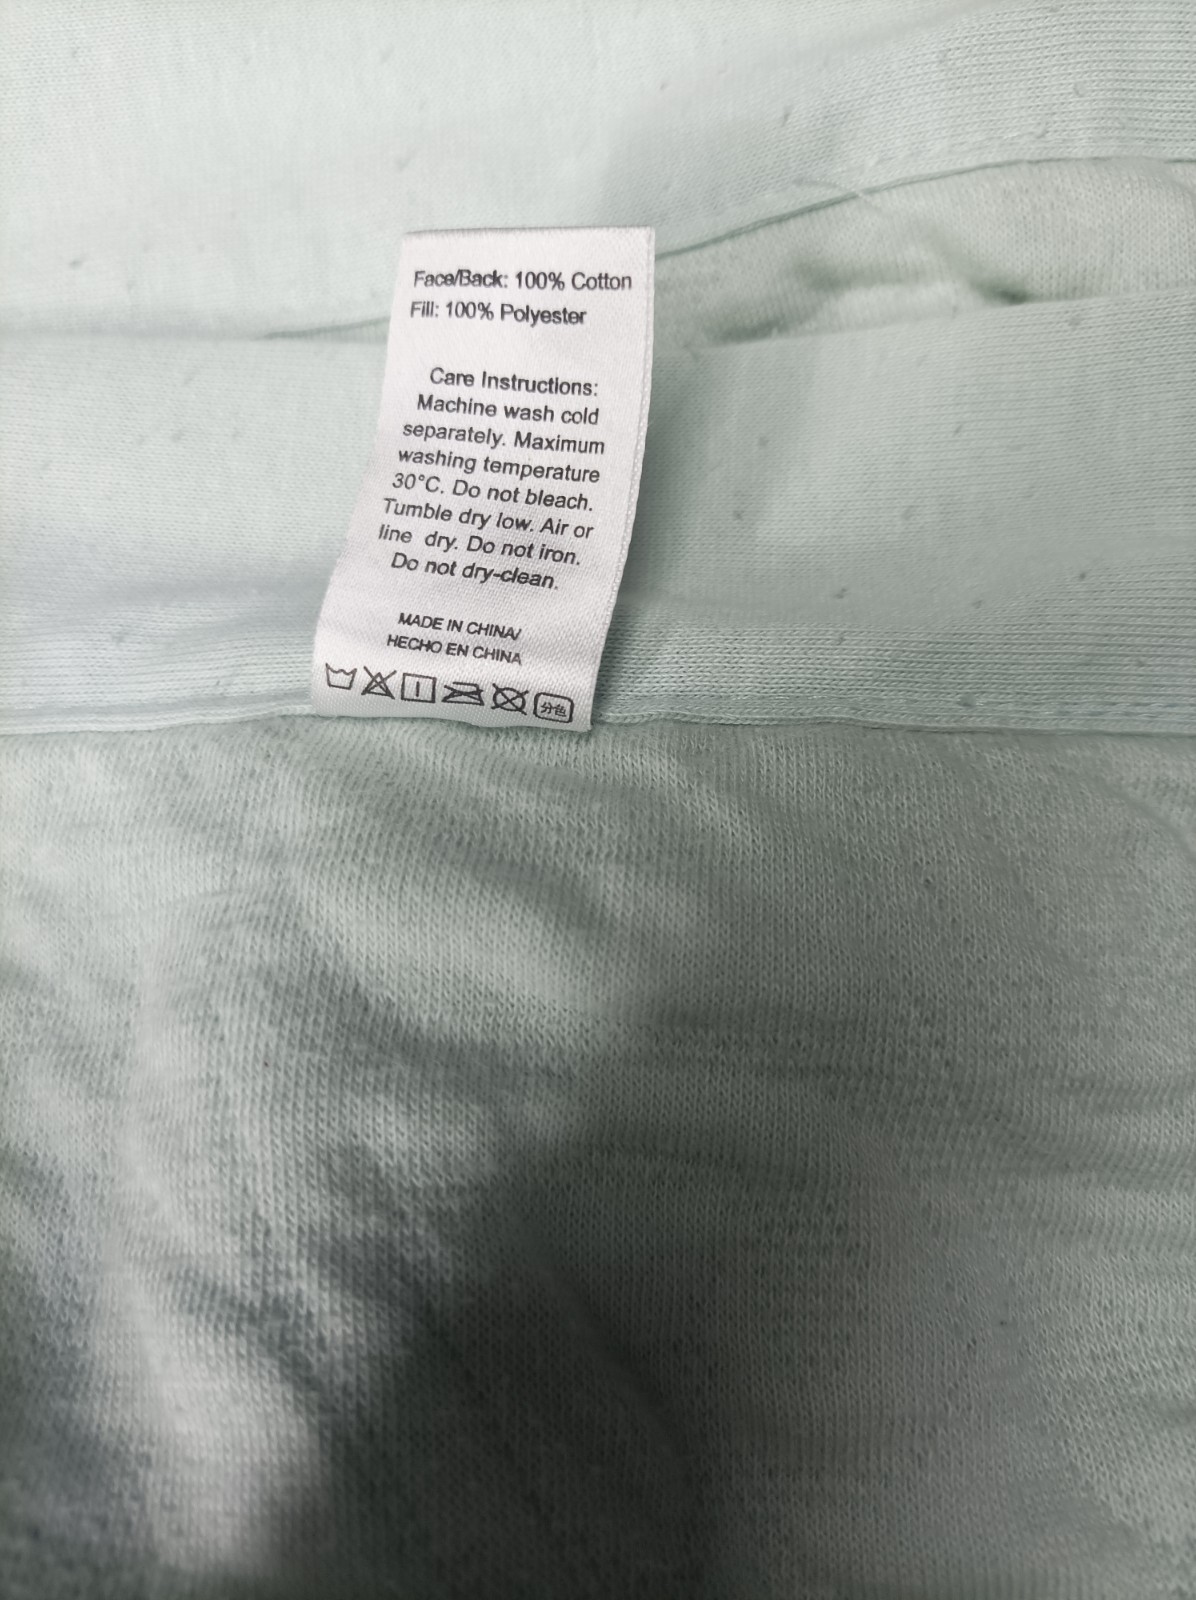 Face/Back: 100% Cotton
Fill: 100% Polyester
Care Instructions:
Machine wash cold
separately. Maximum
washing temperature
30°C. Do not bleach.
Tumble dry low. Air or
line dry. Do not iron.
Do not dry-clean.
MADE IN CHINA/
HECHO EN CHINA
分色